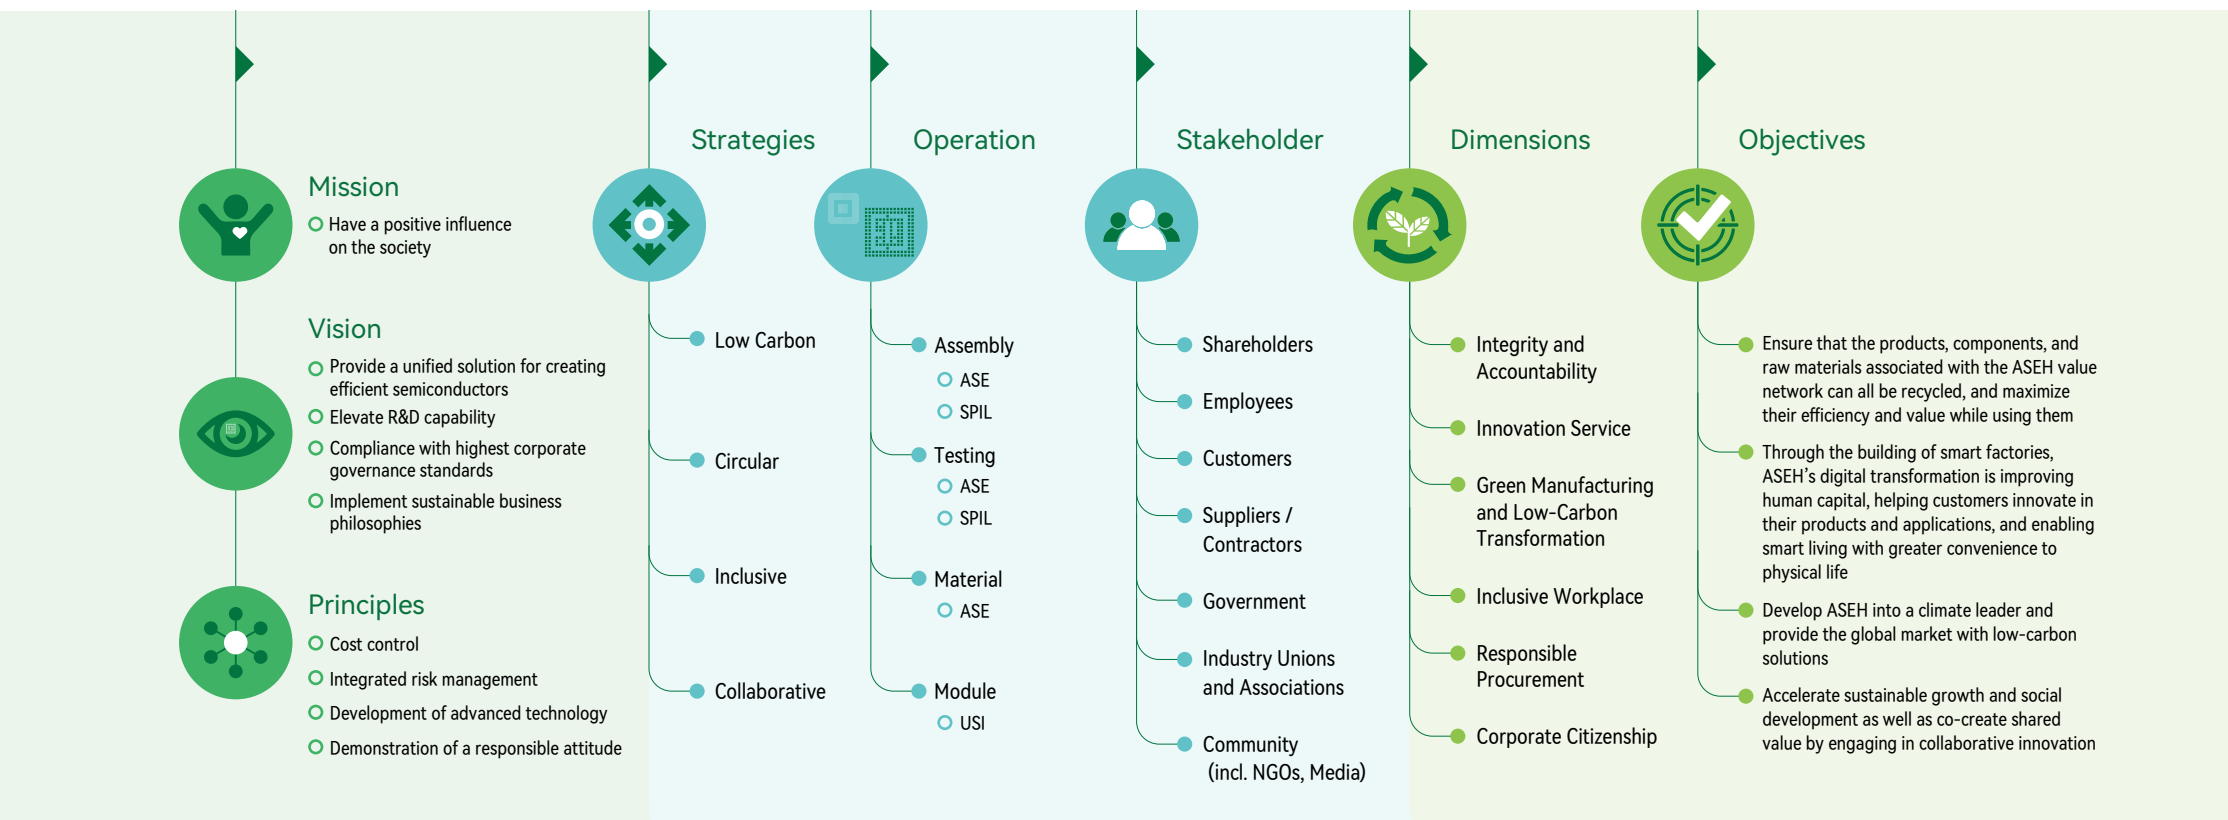 Mission
Have a positive influence
on the society
Vision
Provide a unified solution for creating
efficient semiconductors
Elevate R&D capability
Compliance with highest corporate
governance standards
Implement sustainable business
philosophies
Principles
Cost control
Integrated risk management
Development of advanced technology
Demonstration of a responsible attitude
Strategies
Low Carbon
Circular
Inclusive
Collaborative
Operation
Assembly
ASE
SPIL
Testing
ASE
SPIL
Material
ASE
Module
USI
Stakeholder
Shareholders
Employees
Customers
Suppliers /
Contractors
Government
Industry Unions
and Associations
Community
(incl. NGOs, Media)
Dimensions
Integrity and
Accountability
Innovation Service
Green Manufacturing
and Low-Carbon
Transformation
Inclusive Workplace
Responsible
Procurement
Corporate Citizenship
Objectives
Ensure that the products, components, and
raw materials associated with the ASEH value
network can all be recycled, and maximize
their efficiency and value while using them
Through the building of smart factories,
ASEH's digital transformation is improving
human capital, helping customers innovate in
their products and applications, and enabling
smart living with greater convenience to
physical life
Develop ASEH into a climate leader and
provide the global market with low-carbon
solutions
Accelerate sustainable growth and social
development as well as co-create shared
value by engaging in collaborative innovation